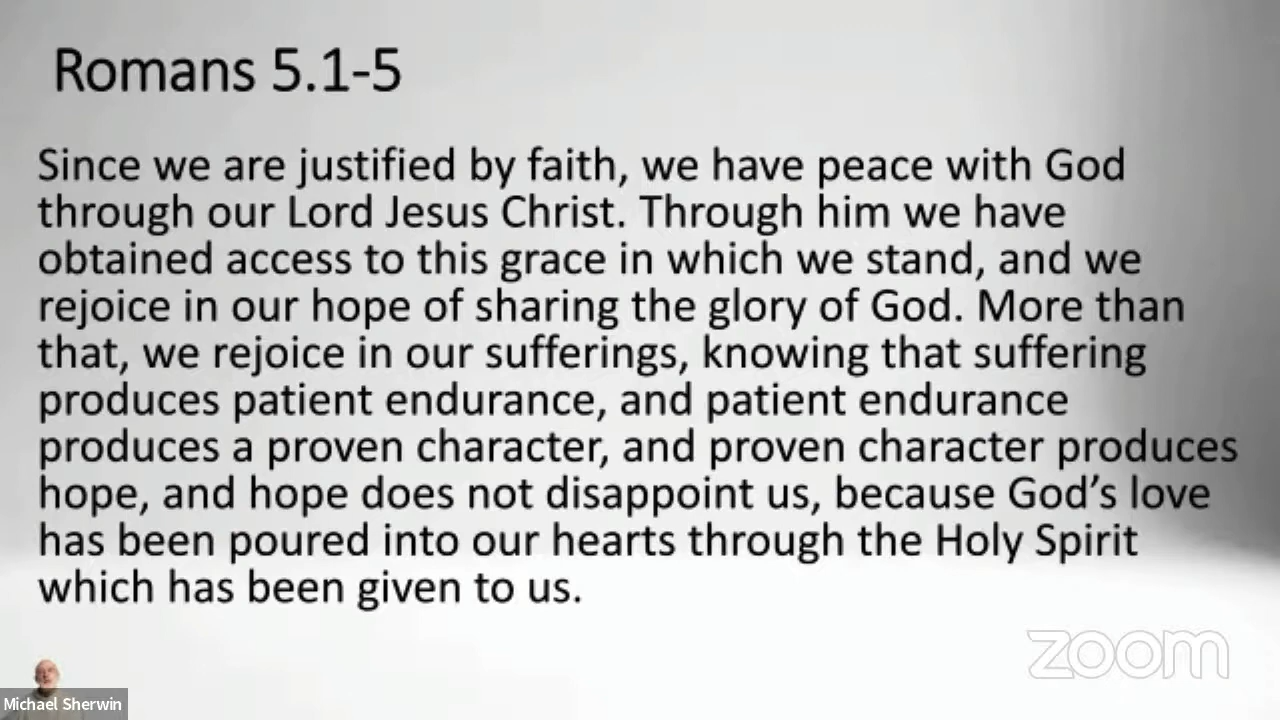 Romans 5.1-5
Since we are justified by faith, we have peace with God
through our Lord Jesus Christ. Through him we have
obtained access to this grace in which we stand, and we
rejoice in our hope of sharing the glory of God. More than
that, we rejoice in our sufferings, knowing that suffering
produces patient endurance, and patient endurance
produces a proven character, and proven character produces
hope, and hope does not disappoint us, because God’s love
has been poured into our hearts through the Holy Spirit
which has been given to us.
zoom
Michael Sherwin